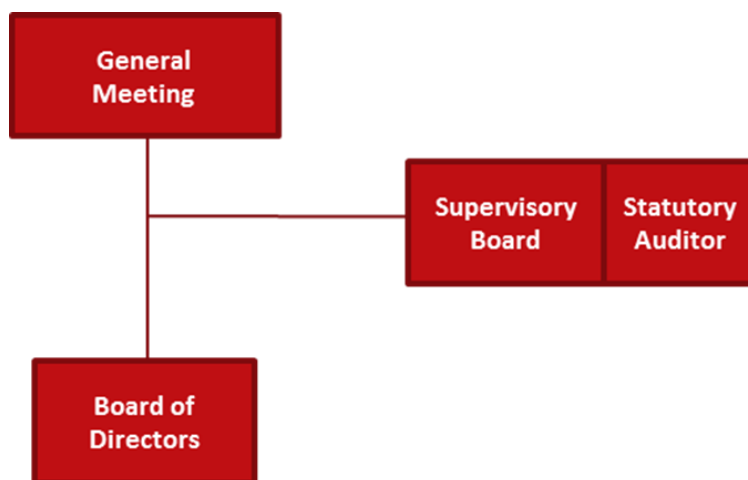 General
Meeting
Supervisory
Board
Statutory
Auditor
Board of
Directors